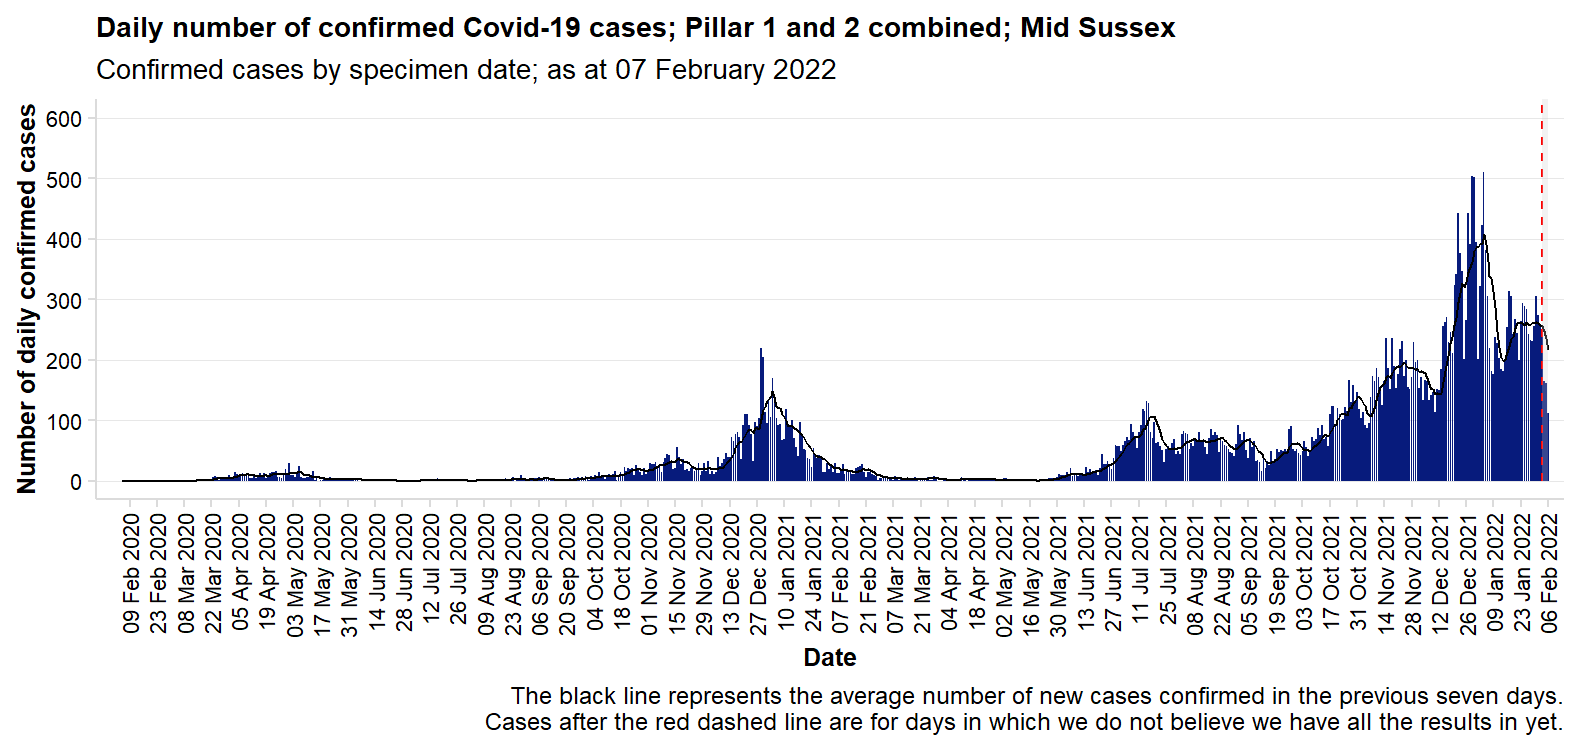 Daily number of confirmed Covid-19 cases; Pillar 1 and 2 combined; Mid Sussex
Confirmed cases by specimen date; as at 07 February 2022
Number of daily confirmed cases
600
500
400
300
200
100
0
09 Feb 2020
23 Feb 2020
08 Mar 2020
22 Mar 2020
05 Apr 2020
19 Apr 2020
03 May 2020
17 May 2020
31 May 2020
14 Jun 2020
28 Jun 2020
12 Jul 2020
26 Jul 2020
09 Aug 2020
23 Aug 2020
06 Sep 2020
20 Sep 2020
04 Oct 2020
18 Oct 2020
01 Nov 2020
15 Nov 2020
29 Nov 2020
13 Dec 2020
27 Dec 2020
10 Jan 2021
24 Jan 2021
07 Feb 2021
21 Feb 2021
07 Mar 2021
21 Mar 2021
04 Apr 2021
18 Apr 2021
02 May 2021
16 May 2021
30 May 2021
13 Jun 2021
27 Jun 2021
11 Jul 2021
25 Jul 2021
08 Aug 2021
22 Aug 2021
05 Sep 2021
19 Sep 2021
03 Oct 2021
17 Oct 2021
31 Oct 2021
14 Nov 2021
28 Nov 2021
12 Dec 2021
26 Dec 2021
09 Jan 2022
23 Jan 2022
06 Feb 2022
Date
The black line represents the average number of new cases confirmed in the previous seven days.
Cases after the red dashed line are for days in which we do not believe we have all the results in yet.